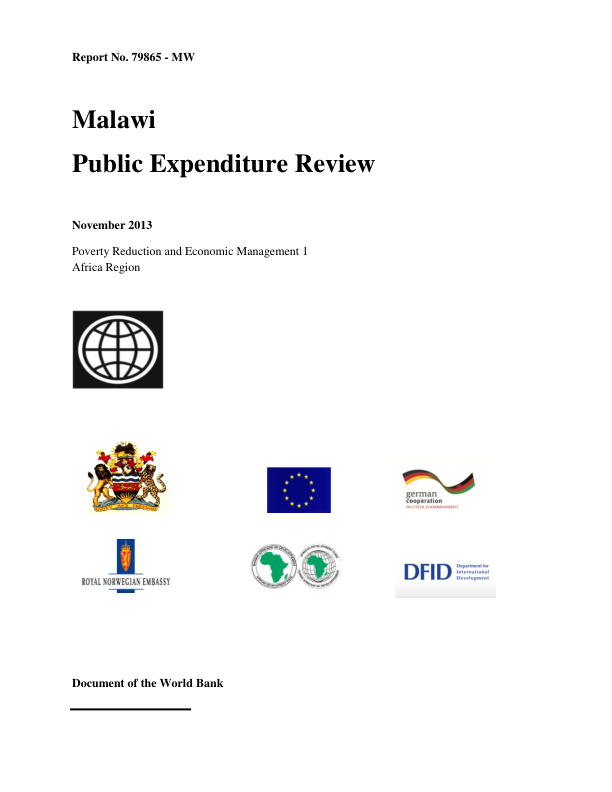 Report No. 79865 - MW
Malawi
Public Expenditure Review
November 2013
Poverty Reduction and Economic Management 1
Africa Region
german
cooperation
DEUTSCHE ZUSAMMENARBEIT
ROYAL NORWEGIAN EMBASSY
DFID
Department for
International
Development
Document of the World Bank